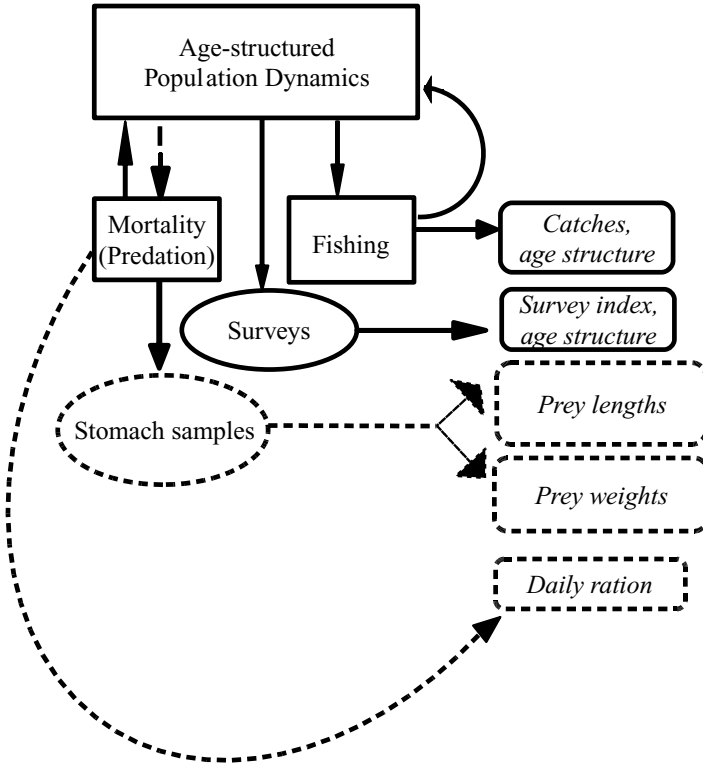 Age-structured
Population Dynamics
Mortality
(Predation)
Fishing
Catches,
age structure
Surveys
Survey index,
age structure
Stomach samples
Prey lengths
Prey weights
Daily ration